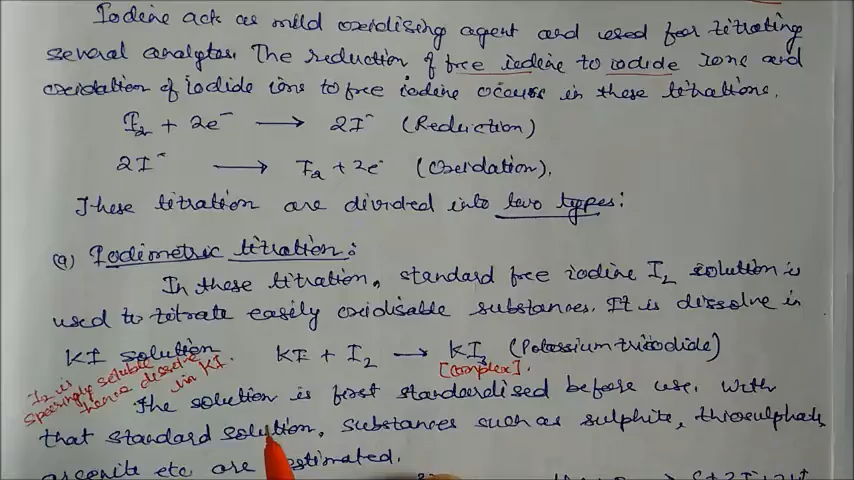 Iodine act as mild oxidising agent and used for titrating
several analytes. The reduction of free iodine to iodide ions and
oxidation of iodide ions to free iodine occurs in these titrations.
I₂ + 2e⁻ → 2I⁻ (Reduction)
2I⁻ → I₂ + 2e⁻ (Oxidation).
These titration are divided into two types:
(a) Iodimetric titration:
In these titration, standard free iodine I₂ solution is
used to titrate easily oxidisable substances. It is dissolve in
KI solution KI + I₂ → KI₃ (Potassium triiodide)
[complex].
I₂ is
sparingly soluble
hence dissolve
in KI.
The solution is first standardised before use. With
that standard solution, substances such as sulphite, thiosulphate,
arsenite etc are estimated.